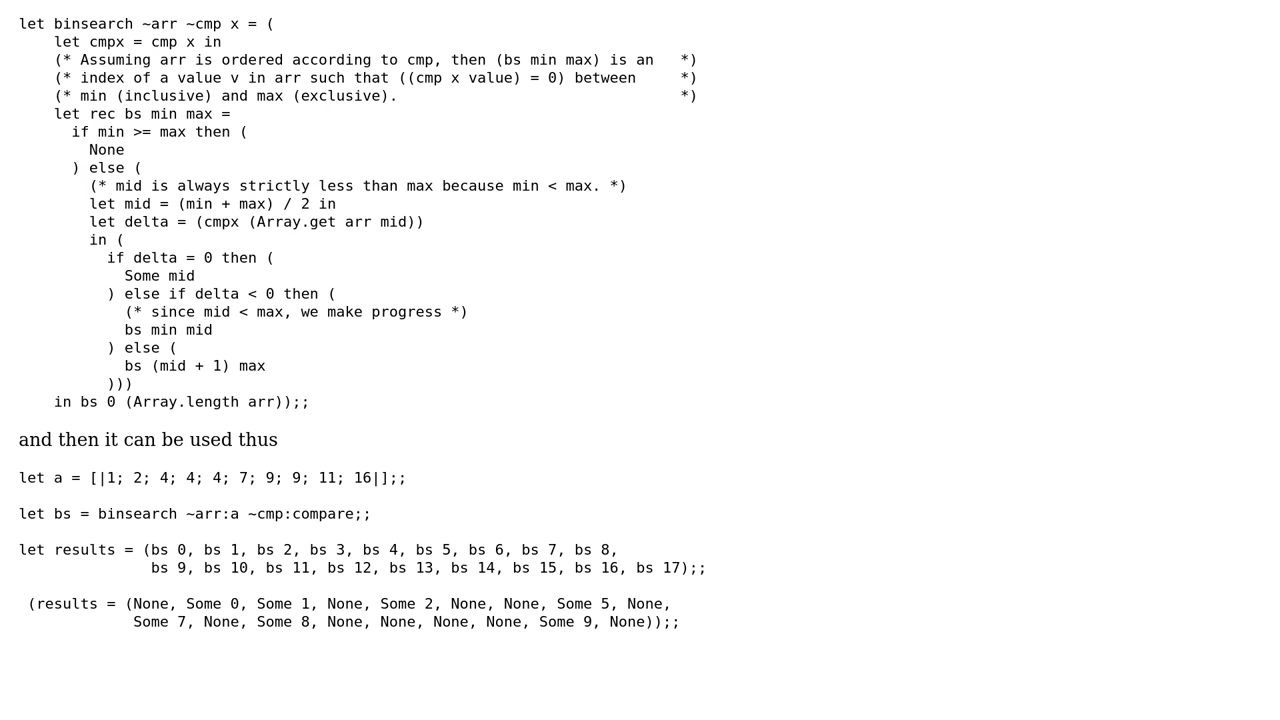 let binsearch ~arr ~cmp x = (
    let cmpx = cmp x in
    (* Assuming arr is ordered according to cmp, then (bs min max) is an   *)
    (* index of a value v in arr such that ((cmp x value) = 0) between     *)
    (* min (inclusive) and max (exclusive).                                *)
    let rec bs min max =
      if min >= max then (
        None
      ) else (
        (* mid is always strictly less than max because min < max. *)
        let mid = (min + max) / 2 in
        let delta = (cmpx (Array.get arr mid))
        in (
          if delta = 0 then (
            Some mid
          ) else if delta < 0 then (
            (* since mid < max, we make progress *)
            bs min mid
          ) else (
            bs (mid + 1) max
          )))
    in bs 0 (Array.length arr));;
and then it can be used thus
let a = [|1; 2; 4; 4; 4; 7; 9; 9; 11; 16|];;
let bs = binsearch ~arr:a ~cmp:compare;;
let results = (bs 0, bs 1, bs 2, bs 3, bs 4, bs 5, bs 6, bs 7, bs 8,
               bs 9, bs 10, bs 11, bs 12, bs 13, bs 14, bs 15, bs 16, bs 17);;
 (results = (None, Some 0, Some 1, None, Some 2, None, None, Some 5, None,
             Some 7, None, Some 8, None, None, None, None, Some 9, None));;